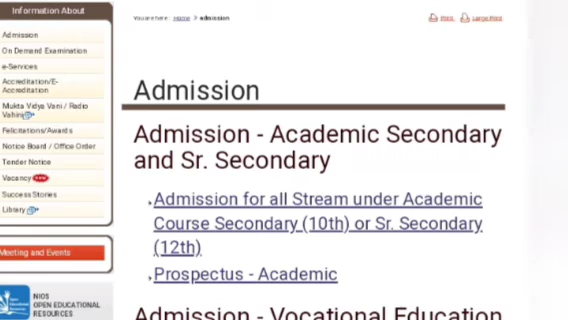 Information About
Admission
On Demand Examination
e-Services
Accreditation/E-
Accreditation
Mukta Vidya Vani / Radio
Vahini
Felicitations/Awards
Notice Board / Office Order
Tender Notice
Vacancy
Success Stories
Library
Meeting and Events
NIOS
OPEN EDUCATIONAL
RESOURCES
You are here: Home > admission
Print Large Print
Admission
Admission - Academic Secondary
and Sr. Secondary
Admission for all Stream under Academic
Course Secondary (10th) or Sr. Secondary
(12th)
Prospectus - Academic
Admission - Vocational Education